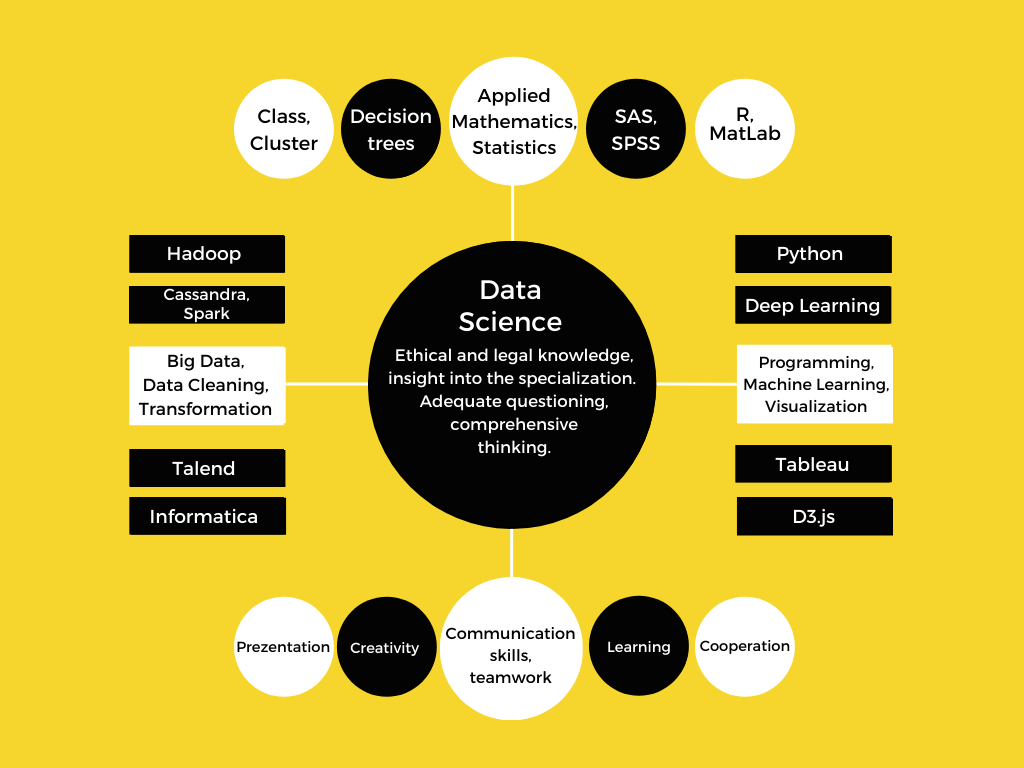 Class,
Cluster
Decision
trees
Applied
Mathematics,
Statistics
SAS,
SPSS
R,
MatLab
Hadoop
Cassandra,
Spark
Big Data,
Data Cleaning,
Transformation
Talend
Informatica
Data
Science
Ethical and legal knowledge,
insight into the specialization.
Adequate questioning,
comprehensive
thinking.
Python
Deep Learning
Programming,
Machine Learning,
Visualization
Tableau
D3.js
Prezentation
Creativity
Communication
skills,
teamwork
Learning
Cooperation